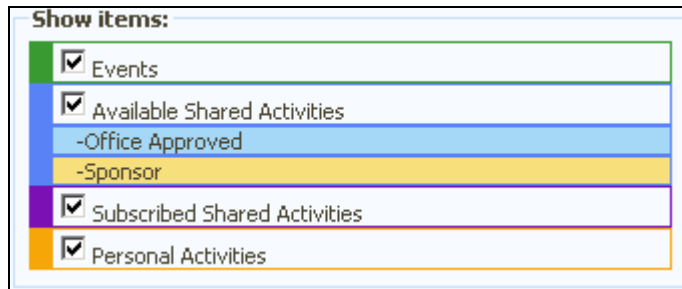 Show items:
Events
Available Shared Activities
-Office Approved
-Sponsor
Subscribed Shared Activities
Personal Activities